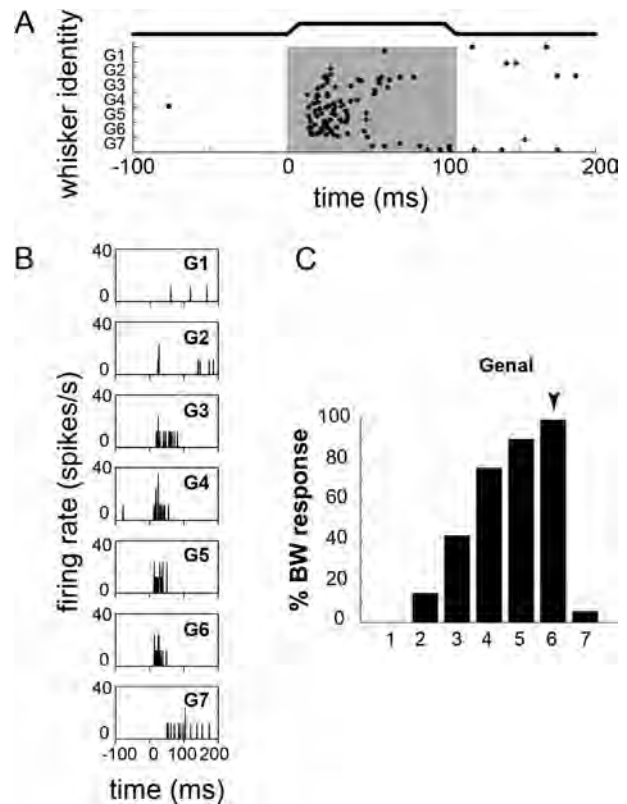 A
whisker identity
G1
G2
G3
G4
G5
G6
G7
-100 0 100 200
time (ms)
B
firing rate (spikes/s)
40 G1
0
40 G2
0
40 G3
0
40 G4
0
40 G5
0
40 G6
0
40 G7
0
-100 0 100 200
time (ms)
C
Genal
% BW response
100
80
60
40
20
0
1 2 3 4 5 6 7